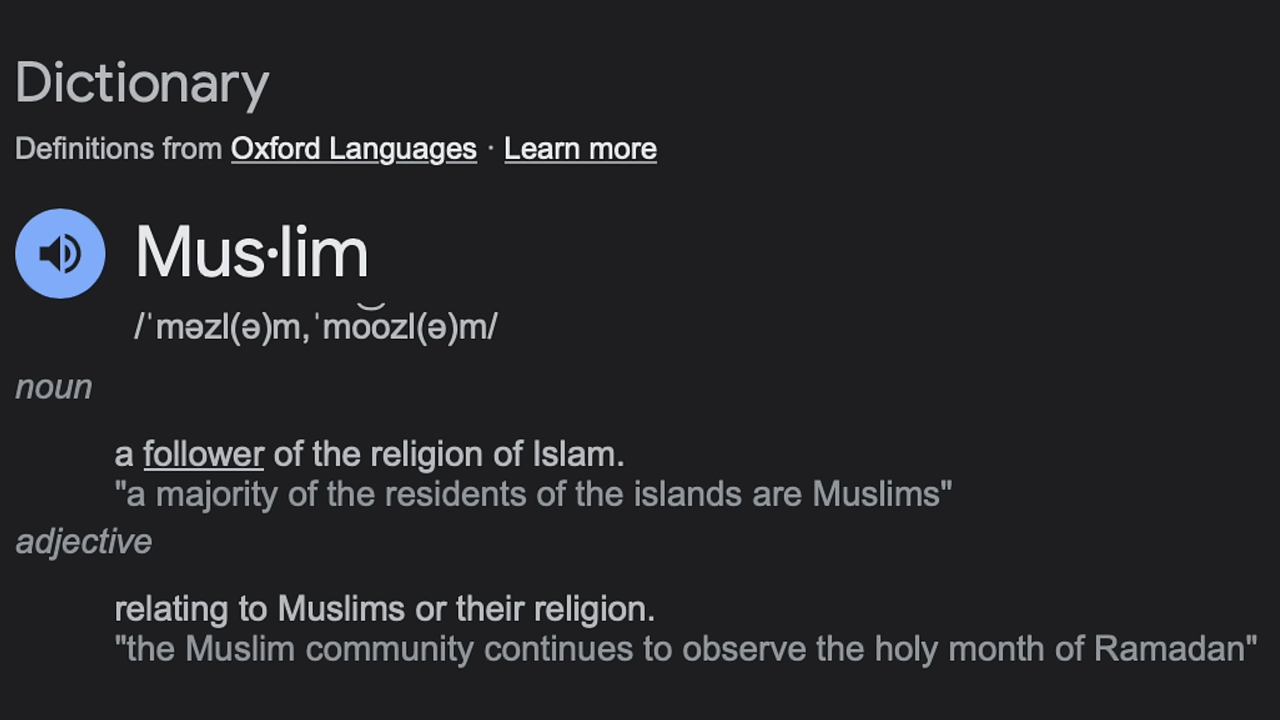 Dictionary
Definitions from Oxford Languages · Learn more
Mus·lim
/ˈməzl(ə)m,ˈmo͝ozl(ə)m/
noun
a follower of the religion of Islam.
"a majority of the residents of the islands are Muslims"
adjective
relating to Muslims or their religion.
"the Muslim community continues to observe the holy month of Ramadan"